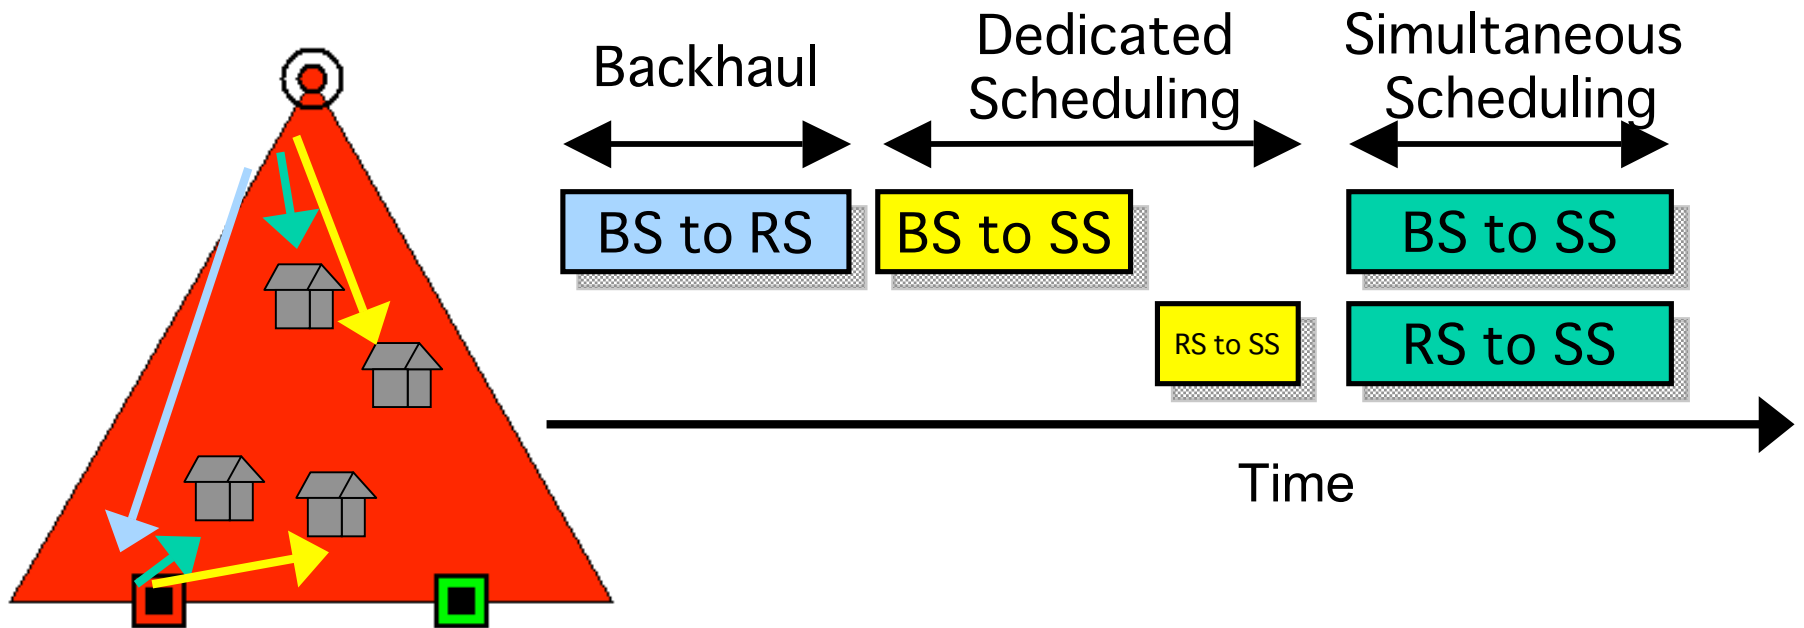 Backhaul
Dedicated
Scheduling
Simultaneous
Scheduling
BS to RS
BS to SS
BS to SS
RS to SS
RS to SS
Time